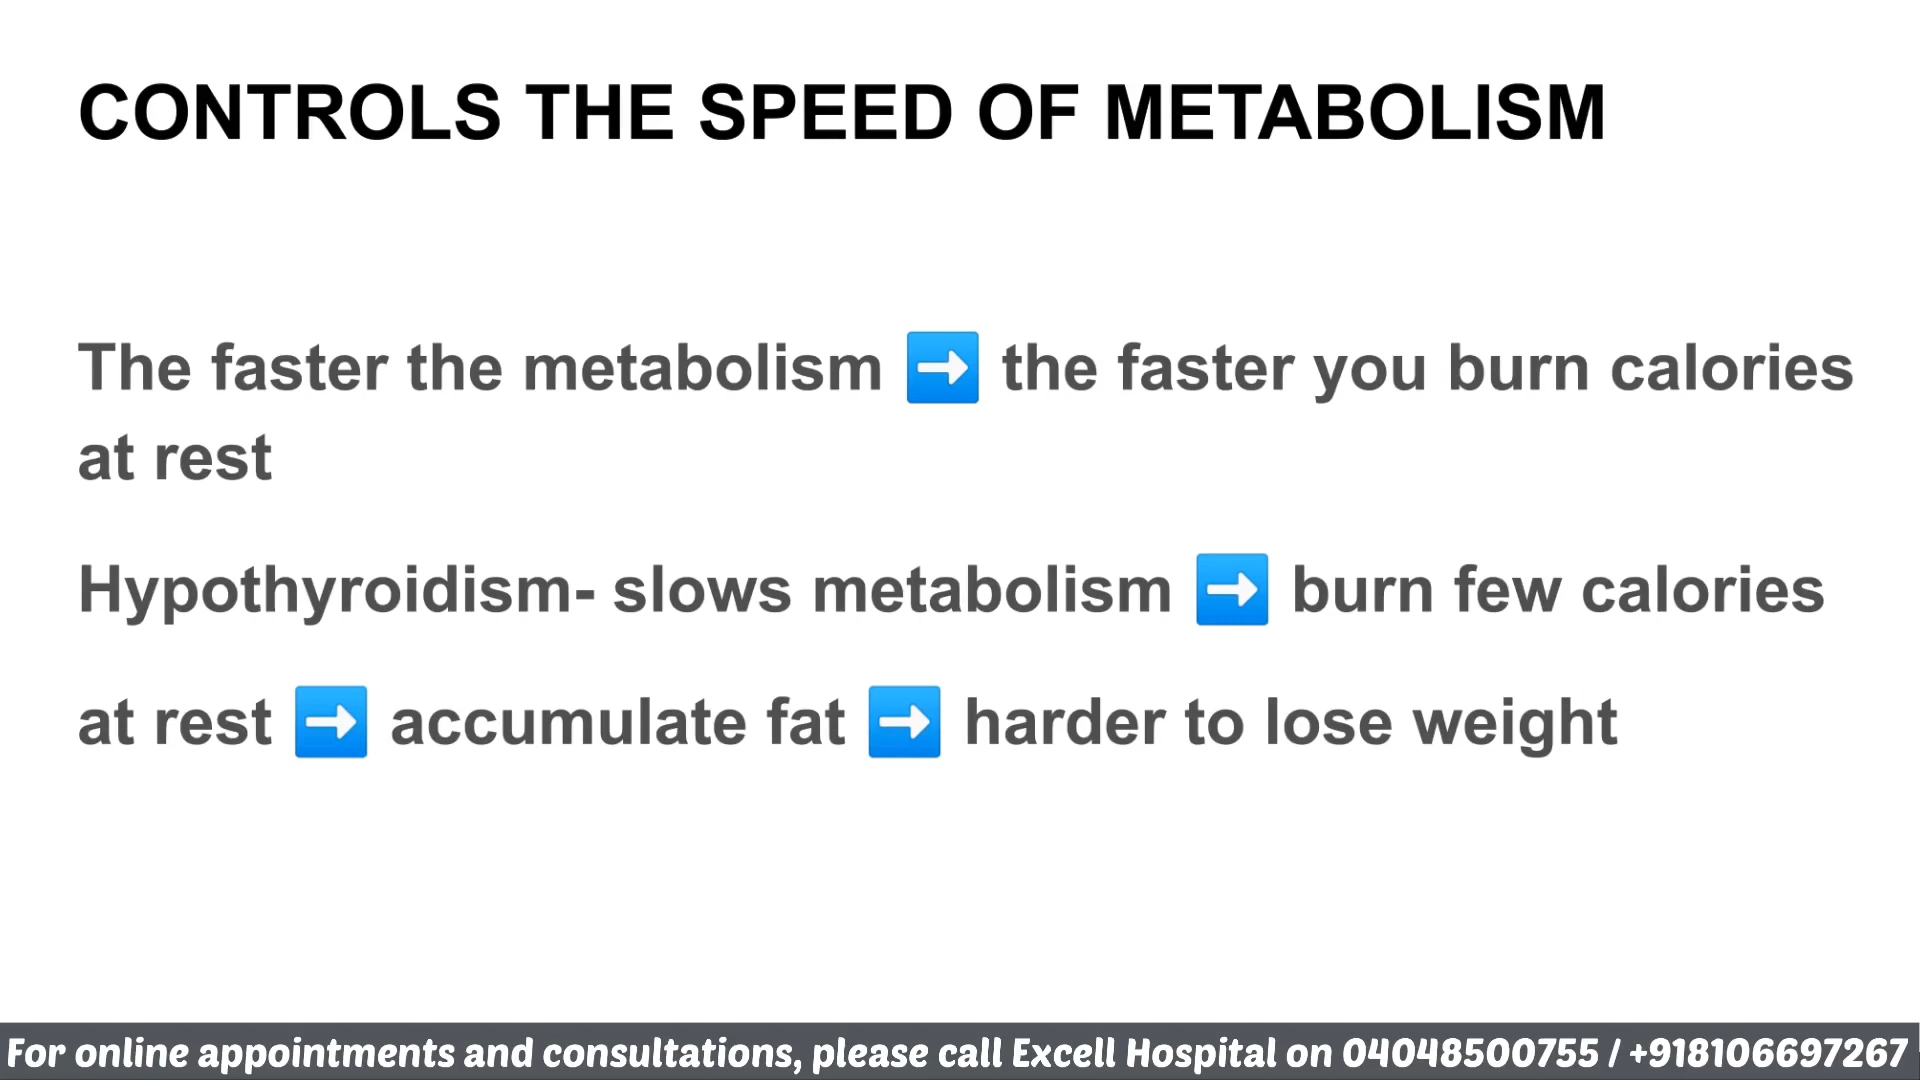 CONTROLS THE SPEED OF METABOLISM
The faster the metabolism ➡️ the faster you burn calories
at rest
Hypothyroidism- slows metabolism ➡️ burn few calories
at rest ➡️ accumulate fat ➡️ harder to lose weight
For online appointments and consultations, please call Excell Hospital on 04048500755 / +918106697267